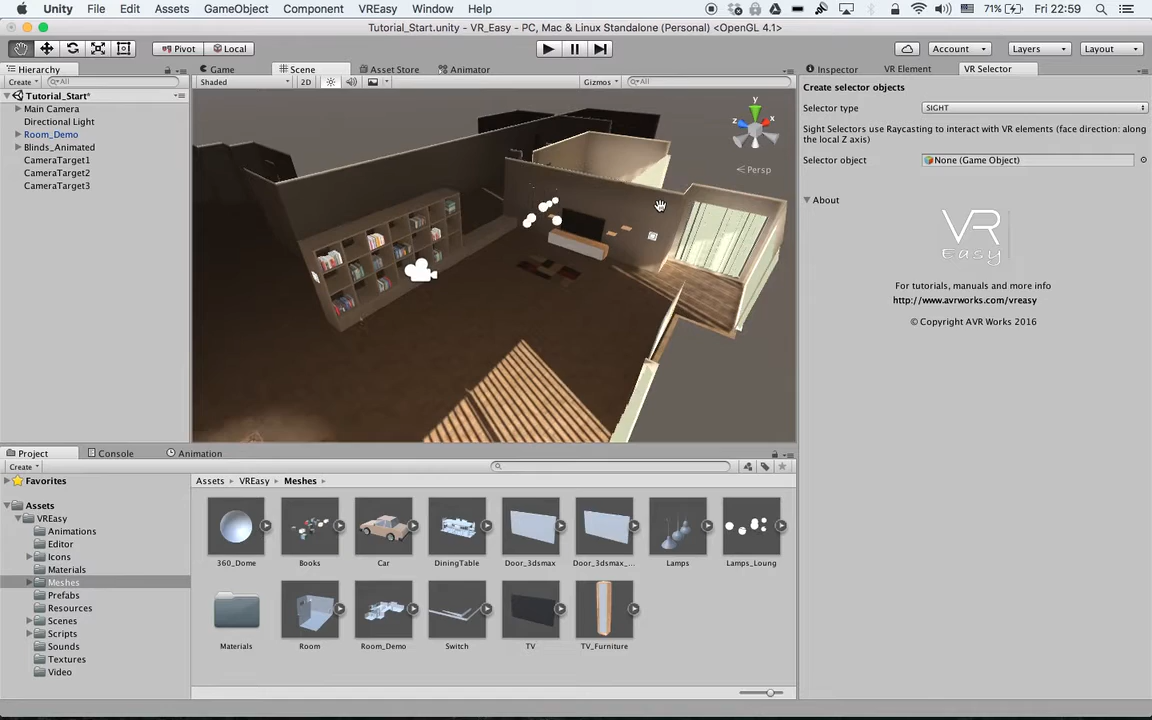 Unity File Edit Assets GameObject Component VREasy Window Help 71% Fri 22:59
Tutorial_Start.unity - VR_Easy - PC, Mac & Linux Standalone (Personal) <OpenGL 4.1>
Pivot Local Account Layers Layout
Hierarchy Game Scene Asset Store Animator Inspector VR Element VR Selector
Create All Shaded 2D Gizmos All
Create selector objects
Tutorial_Start*
Main Camera
Directional Light
Room_Demo
Blinds_Animated
CameraTarget1
CameraTarget2
CameraTarget3
y
x
z
Persp
Selector type SIGHT
Sight Selectors use Raycasting to interact with VR elements (face direction: along
the local Z axis)
Selector object None (Game Object)
About
VR
Easy
For tutorials, manuals and more info
http://www.avrworks.com/vreasy
© Copyright AVR Works 2016
Project Console Animation
Create
Favorites
Assets
VREasy
Animations
Editor
Icons
Materials
Meshes
Prefabs
Resources
Scenes
Scripts
Sounds
Textures
Video
Assets VREasy Meshes
360_Dome Books Car DiningTable Door_3dsmax Door_3dsmax_... Lamps Lamps_Loung
Materials Room Room_Demo Switch TV TV_Furniture